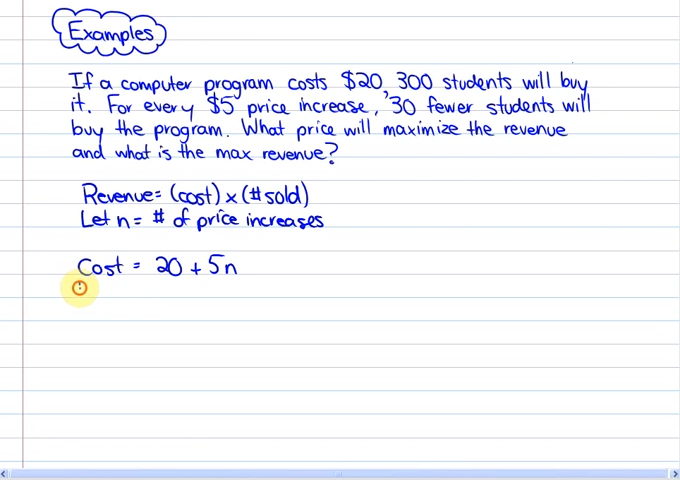 Examples
If a computer program costs $20, 300 students will buy
it. For every $5 price increase, 30 fewer students will
buy the program. What price will maximize the revenue
and what is the max revenue?
Revenue = (cost) x (# sold)
Let n = # of price increases
Cost = 20 + 5n